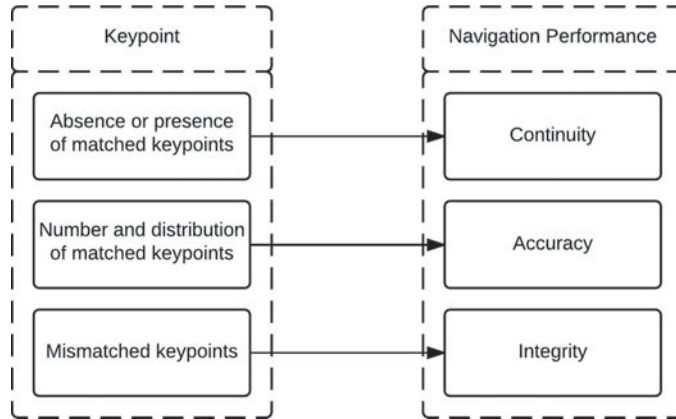 Keypoint
Navigation Performance
Absence or presence
of matched keypoints
Continuity
Number and distribution
of matched keypoints
Accuracy
Mismatched keypoints
Integrity